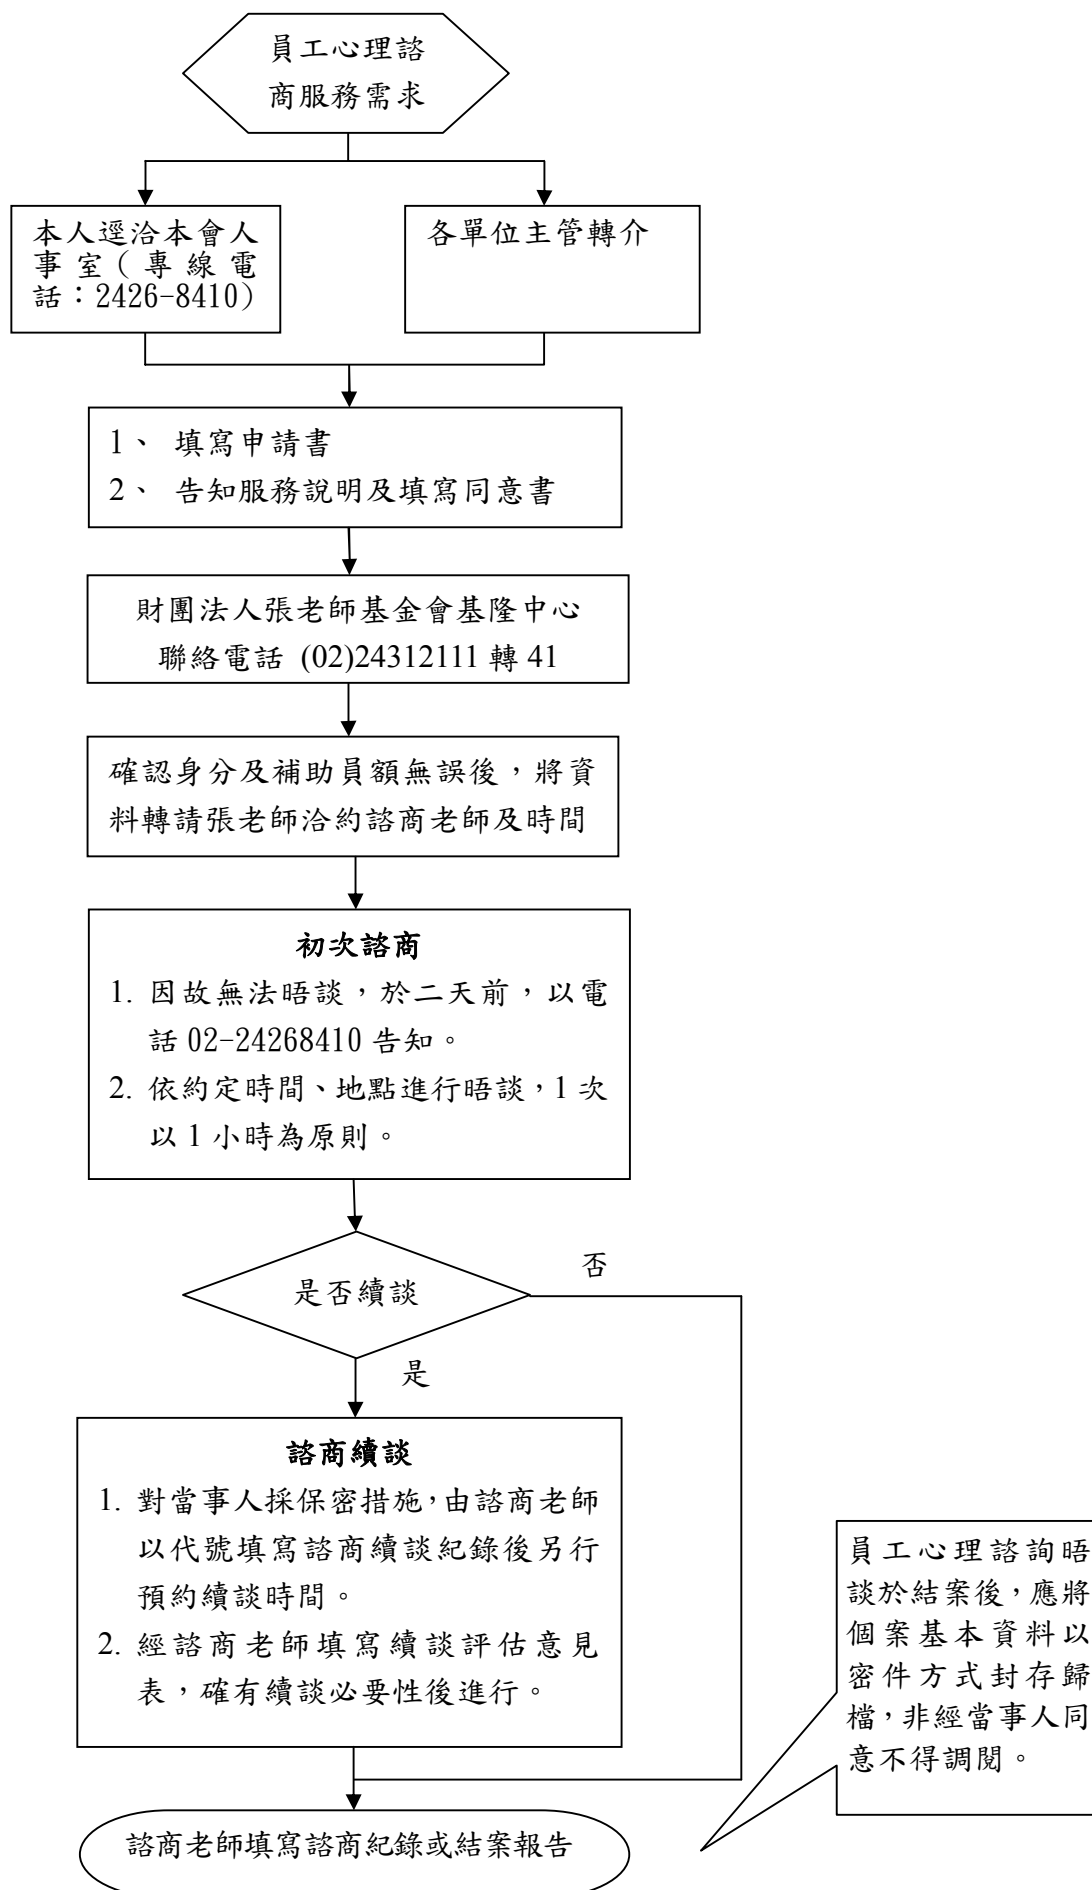 員工心理諮
商服務需求
本人逕洽本會人
事室（專線電
話：2426-8410）
各單位主管轉介
1、 填寫申請書
2、 告知服務說明及填寫同意書
財團法人張老師基金會基隆中心
聯絡電話 (02)24312111 轉 41
確認身分及補助員額無誤後，將資
料轉請張老師洽約諮商老師及時間
初次諮商
1. 因故無法晤談，於二天前，以電
話 02-24268410 告知。
2. 依約定時間、地點進行晤談，1 次
以 1 小時為原則。
是否續談
否
是
諮商續談
1. 對當事人採保密措施，由諮商老師
以代號填寫諮商續談紀錄後另行
預約續談時間。
2. 經諮商老師填寫續談評估意見
表，確有續談必要性後進行。
員工心理諮詢晤
談於結案後，應將
個案基本資料以
密件方式封存歸
檔，非經當事人同
意不得調閱。
諮商老師填寫諮商紀錄或結案報告